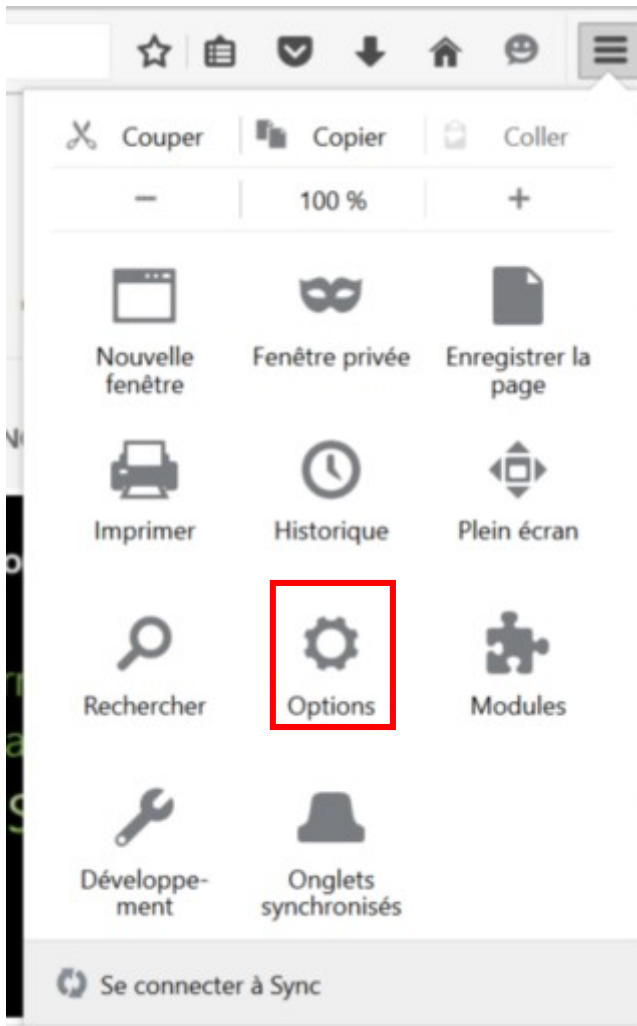 Couper Copier Coller
100 %
Nouvelle
fenêtre
Fenêtre privée
Enregistrer la
page
Imprimer
Historique
Plein écran
Rechercher
Options
Modules
Développe-
ment
Onglets
synchronisés
Se connecter à Sync